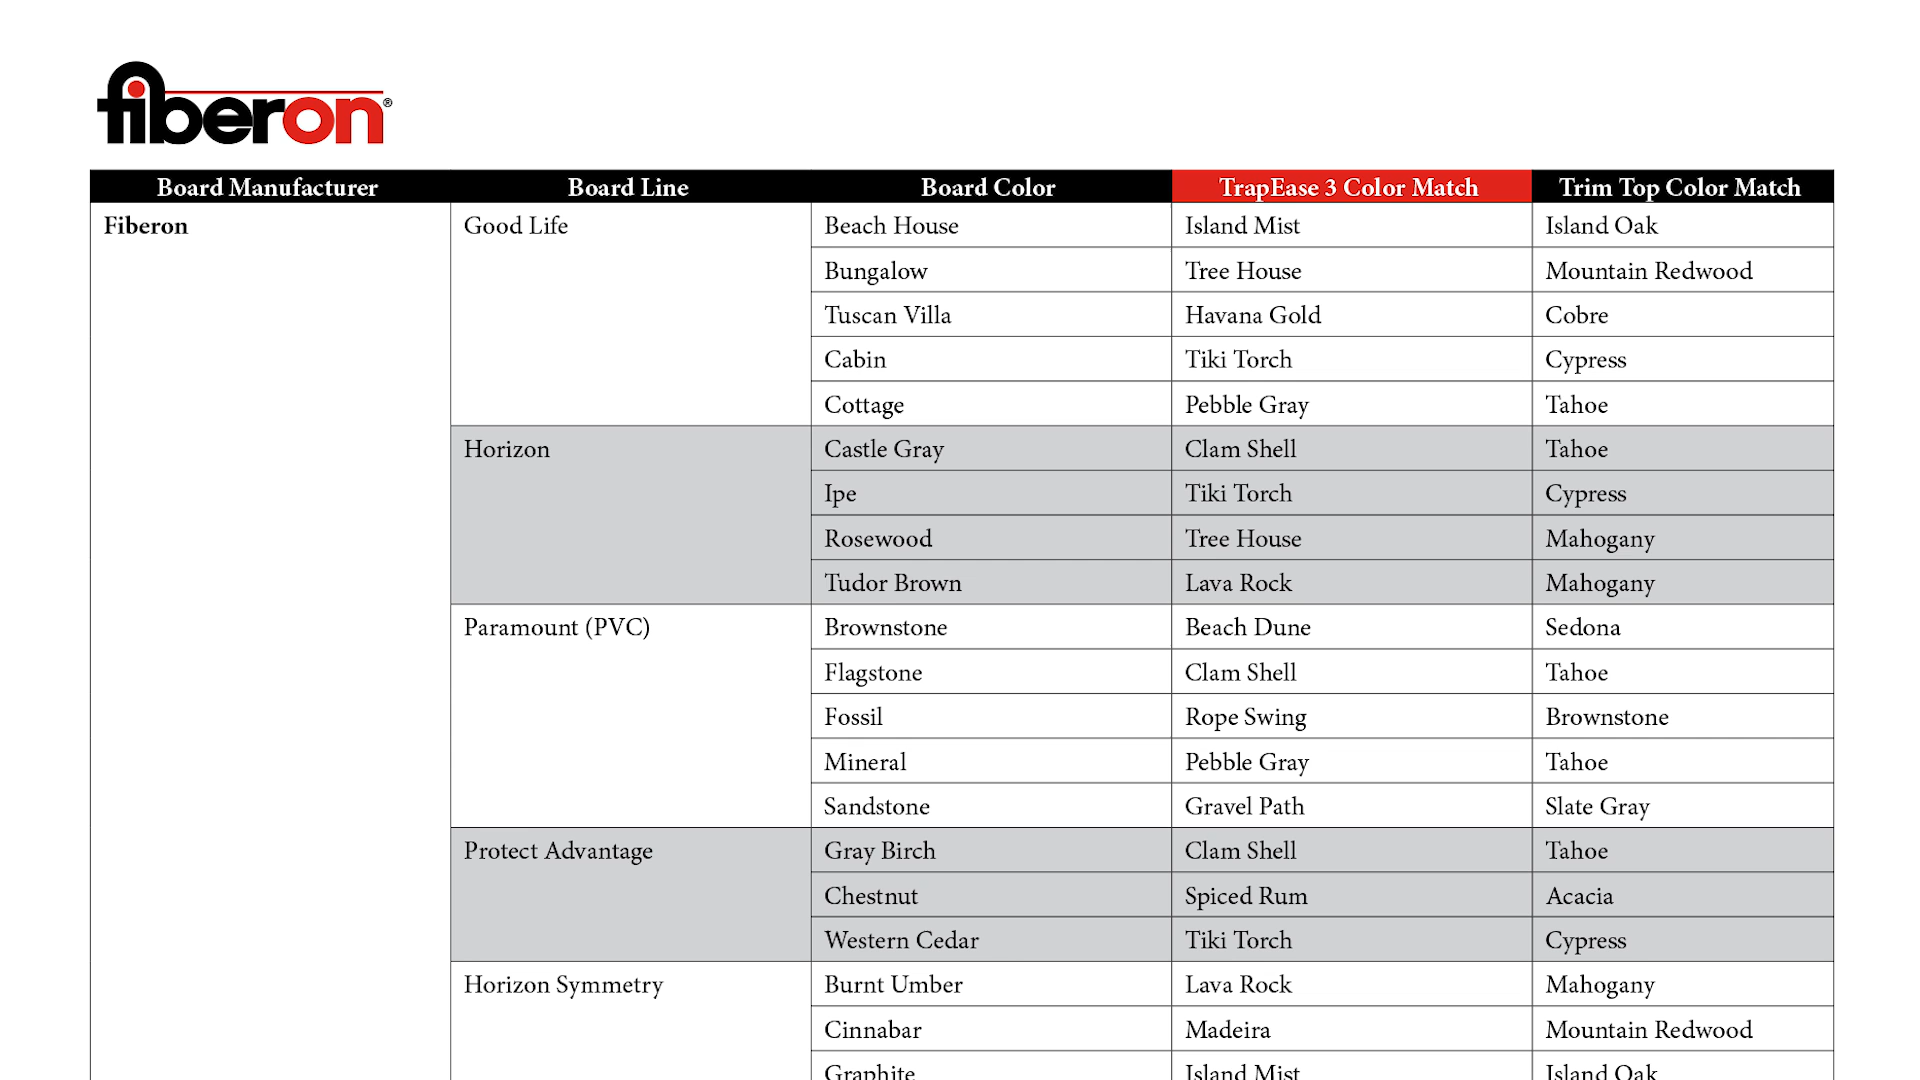 fiberon®
Board Manufacturer Board Line Board Color TrapEase 3 Color Match Trim Top Color Match
Fiberon Good Life Beach House Island Mist Island Oak
Bungalow Tree House Mountain Redwood
Tuscan Villa Havana Gold Cobre
Cabin Tiki Torch Cypress
Cottage Pebble Gray Tahoe
Horizon Castle Gray Clam Shell Tahoe
Ipe Tiki Torch Cypress
Rosewood Tree House Mahogany
Tudor Brown Lava Rock Mahogany
Paramount (PVC) Brownstone Beach Dune Sedona
Flagstone Clam Shell Tahoe
Fossil Rope Swing Brownstone
Mineral Pebble Gray Tahoe
Sandstone Gravel Path Slate Gray
Protect Advantage Gray Birch Clam Shell Tahoe
Chestnut Spiced Rum Acacia
Western Cedar Tiki Torch Cypress
Horizon Symmetry Burnt Umber Lava Rock Mahogany
Cinnabar Madeira Mountain Redwood
Graphite Island Mist Island Oak